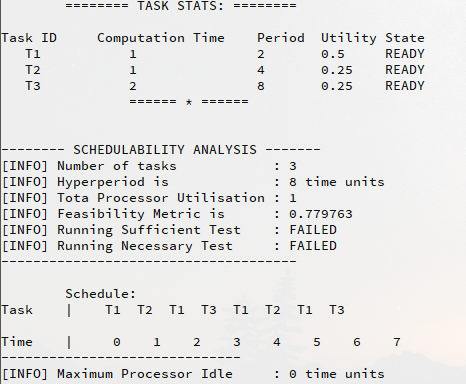 ======== TASK STATS: ========
Task ID Computation Time Period Utility State
T1 1 2 0.5 READY
T2 1 4 0.25 READY
T3 2 8 0.25 READY
====== * ======
-------- SCHEDULABILITY ANALYSIS -------
[INFO] Number of tasks : 3
[INFO] Hyperperiod is : 8 time units
[INFO] Tota Processor Utilisation : 1
[INFO] Feasibility Metric is : 0.779763
[INFO] Running Sufficient Test : FAILED
[INFO] Running Necessary Test : FAILED
-------------------------------------
Schedule:
Task | T1 T2 T1 T3 T1 T2 T1 T3
Time | 0 1 2 3 4 5 6 7
------------------------------
[INFO] Maximum Processor Idle : 0 time units